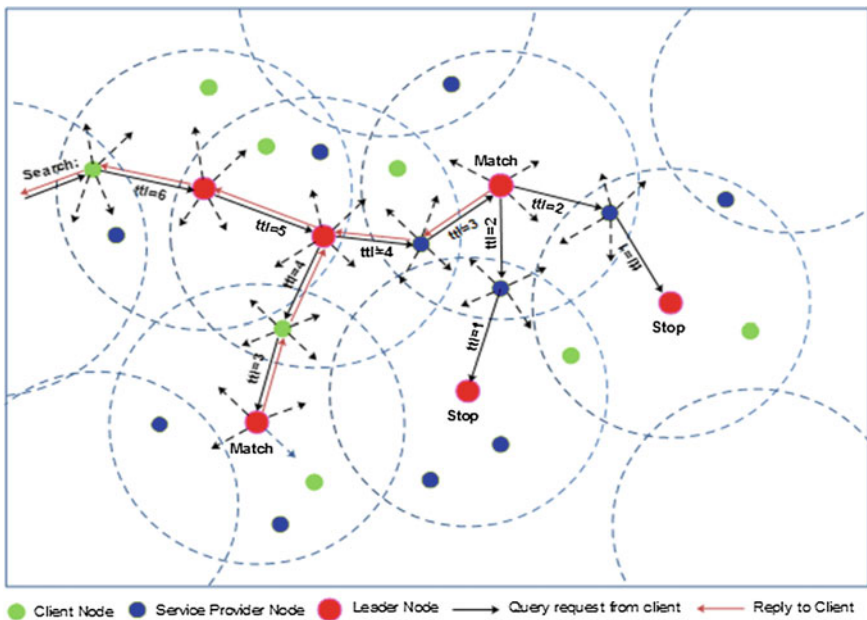 Search:
ttl=6
ttl=5
ttl=4
ttl=3
Match
ttl=2
ttl=2
ttl=1
Stop
ttl=4
ttl=3
Match
ttl=1
Stop
Client Node
Service Provider Node
Leader Node
Query request from client
Reply to Client